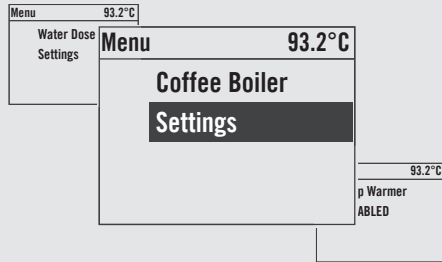 Menu 93.2°C
Water Dose
Settings
Menu 93.2°C
Coffee Boiler
Settings
93.2°C
p Warmer
ABLED